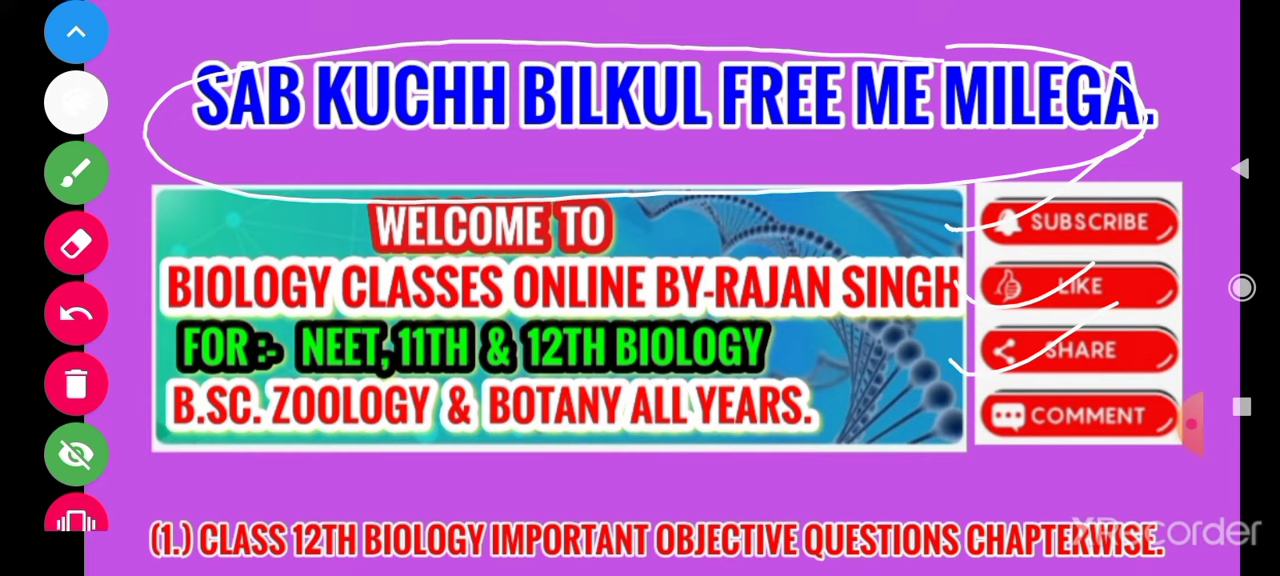 SAB KUCHH BILKUL FREE ME MILEGA.
WELCOME TO
BIOLOGY CLASSES ONLINE BY-RAJAN SINGH
FOR:- NEET, 11TH & 12TH BIOLOGY
B.SC. ZOOLOGY & BOTANY ALL YEARS.
SUBSCRIBE
LIKE
SHARE
COMMENT
(1.) CLASS 12TH BIOLOGY IMPORTANT OBJECTIVE QUESTIONS CHAPTERWISE.
XRecorder